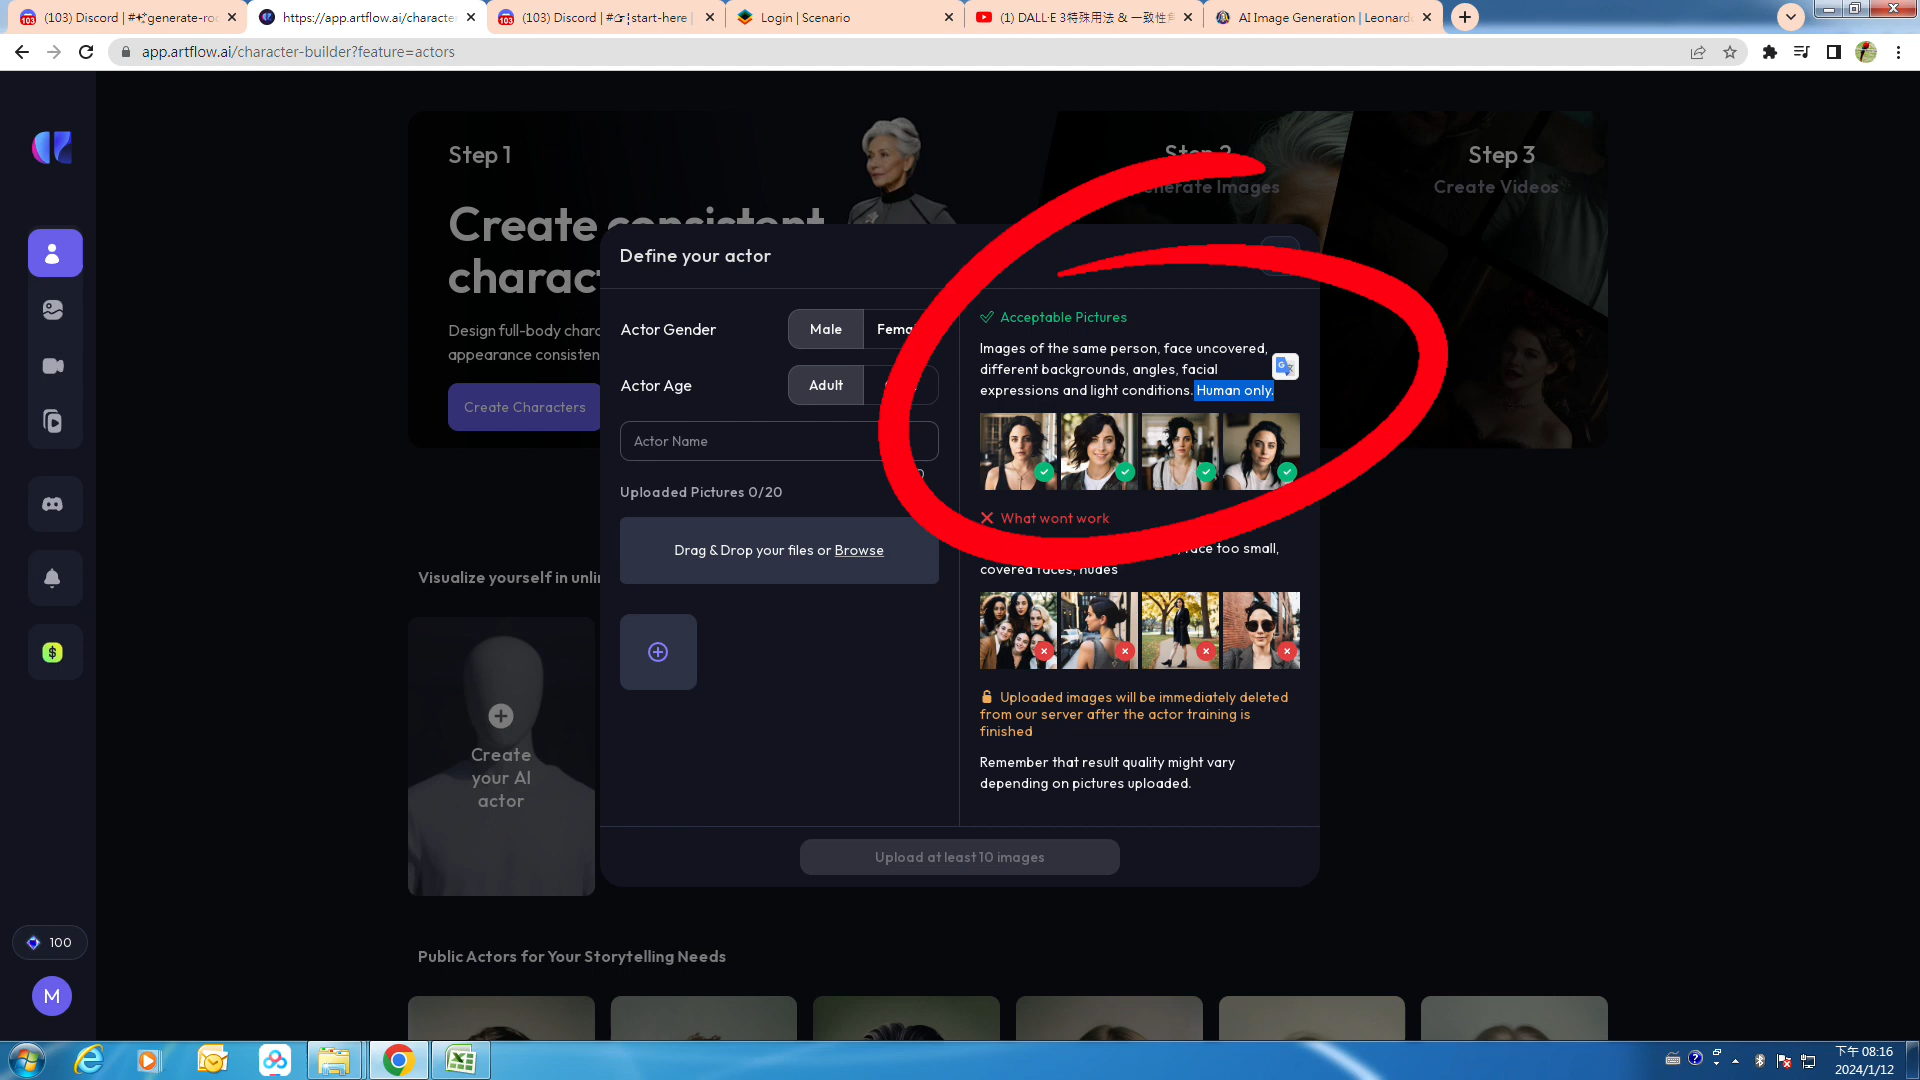 (103) Discord | #✨generate-roo
https://app.artflow.ai/character
(103) Discord | #👉┆start-here |
Login | Scenario
(1) DALL·E 3特殊用法 & 一致性角
AI Image Generation | Leonardo
app.artflow.ai/character-builder?feature=actors
Step 1
Create consistent
charac
Design full-body charac
appearance consisten
Create Characters
Step 2
Generate Images
Step 3
Create Videos
Define your actor
Actor Gender
Male
Fema
Actor Age
Adult
Actor Name
Uploaded Pictures 0/20
Drag & Drop your files or Browse
Acceptable Pictures
Images of the same person, face uncovered,
different backgrounds, angles, facial
expressions and light conditions. Human only.
What wont work
face too small,
covered faces, nudes
Uploaded images will be immediately deleted
from our server after the actor training is
finished
Remember that result quality might vary
depending on pictures uploaded.
Upload at least 10 images
Visualize yourself in unlim
Create
your AI
actor
Public Actors for Your Storytelling Needs
100
M
下午 08:16
2024/1/12